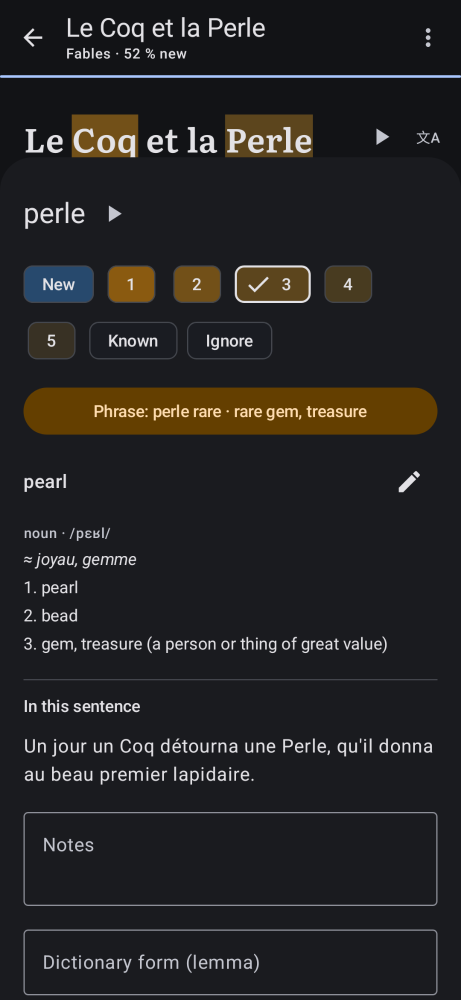 Le Coq et la Perle
Fables · 52 % new
Le Coq et la Perle
文A
perle
New
1
2
3
4
5
Known
Ignore
Phrase: perle rare · rare gem, treasure
pearl
noun · /pɛʁl/
≈ joyau, gemme
1. pearl
2. bead
3. gem, treasure (a person or thing of great value)
In this sentence
Un jour un Coq détourna une Perle, qu'il donna
au beau premier lapidaire.
Notes
Dictionary form (lemma)